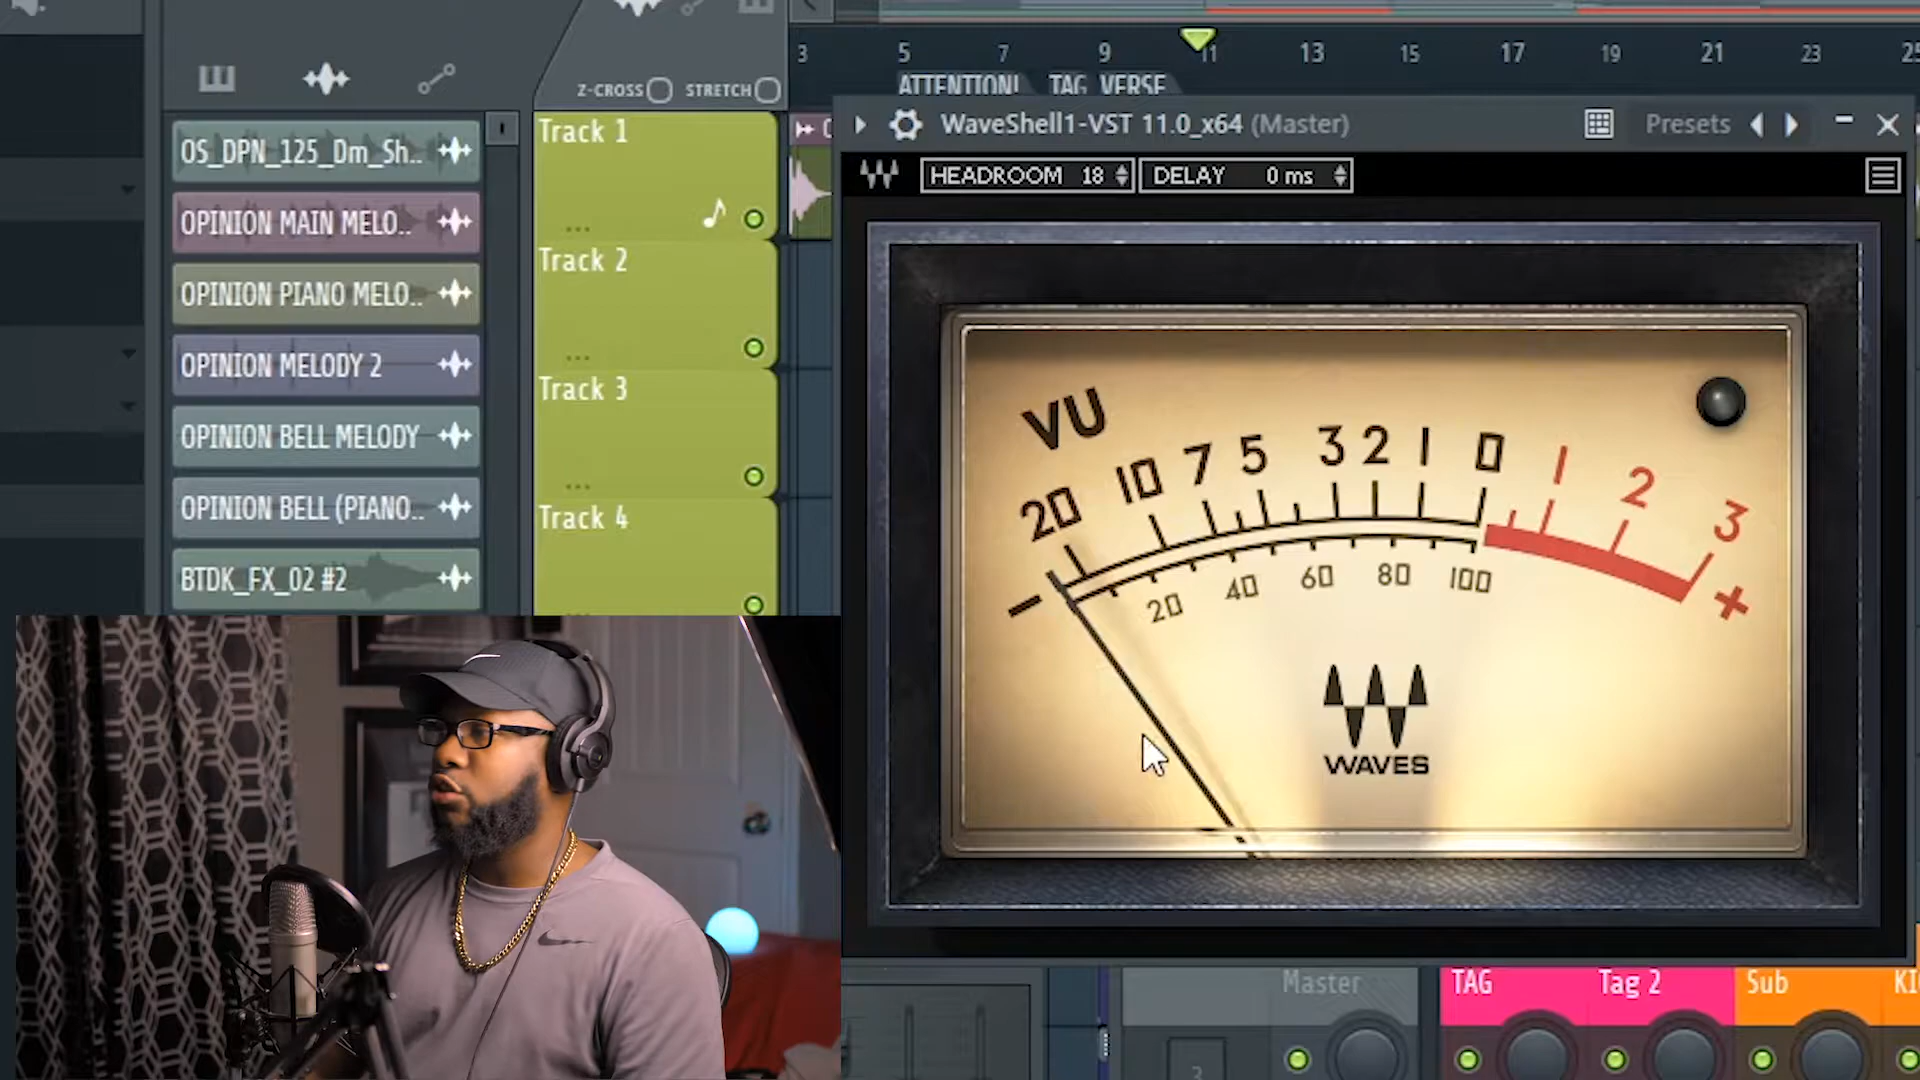 3 5 7 9 11 13 15 17 19 21 23
ATTENTION! TAG VERSE
Z-CROSS STRETCH
WaveShell1-VST 11.0_x64 (Master) Presets
HEADROOM 18 DELAY 0 ms
OS_DPN_125_Dm_Sh..
OPINION MAIN MELO..
OPINION PIANO MELO..
OPINION MELODY 2
OPINION BELL MELODY
OPINION BELL (PIANO..
BTDK_FX_02 #2
Track 1
...
Track 2
...
Track 3
...
Track 4
VU
20 10 7 5 3 2 1 0 1 2 3
- 20 40 60 80 100 +
WAVES
Master TAG Tag 2 Sub
3